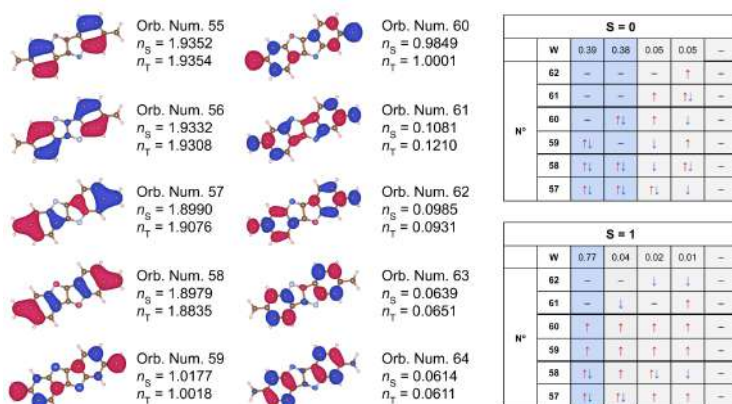 Orb. Num. 55
n_S = 1.9352
n_T = 1.9354
Orb. Num. 56
n_S = 1.9332
n_T = 1.9308
Orb. Num. 57
n_S = 1.8990
n_T = 1.9076
Orb. Num. 58
n_S = 1.8979
n_T = 1.8835
Orb. Num. 59
n_S = 1.0177
n_T = 1.0018
Orb. Num. 60
n_S = 0.9849
n_T = 1.0001
Orb. Num. 61
n_S = 0.1081
n_T = 0.1210
Orb. Num. 62
n_S = 0.0985
n_T = 0.0931
Orb. Num. 63
n_S = 0.0639
n_T = 0.0651
Orb. Num. 64
n_S = 0.0614
n_T = 0.0611
S = 0
W 0.39 0.38 0.05 0.05 –
Nº
62 – – – ↑ –
61 – – ↑ ↑↓ –
60 – ↑↓ ↑ ↓ –
59 ↑↓ – ↓ ↑ –
58 ↑↓ ↑↓ ↓ ↑↓ –
57 ↑↓ ↑↓ ↑↓ ↓ –
S = 1
W 0.77 0.04 0.02 0.01 –
Nº
62 – – ↓ ↓ –
61 – ↓ – ↑ –
60 ↑ ↑ ↑ ↑ –
59 ↑ ↑ ↑ ↑ –
58 ↑↓ ↑ ↑↓ ↓ –
57 ↑↓ ↑↓ ↑ ↑ –